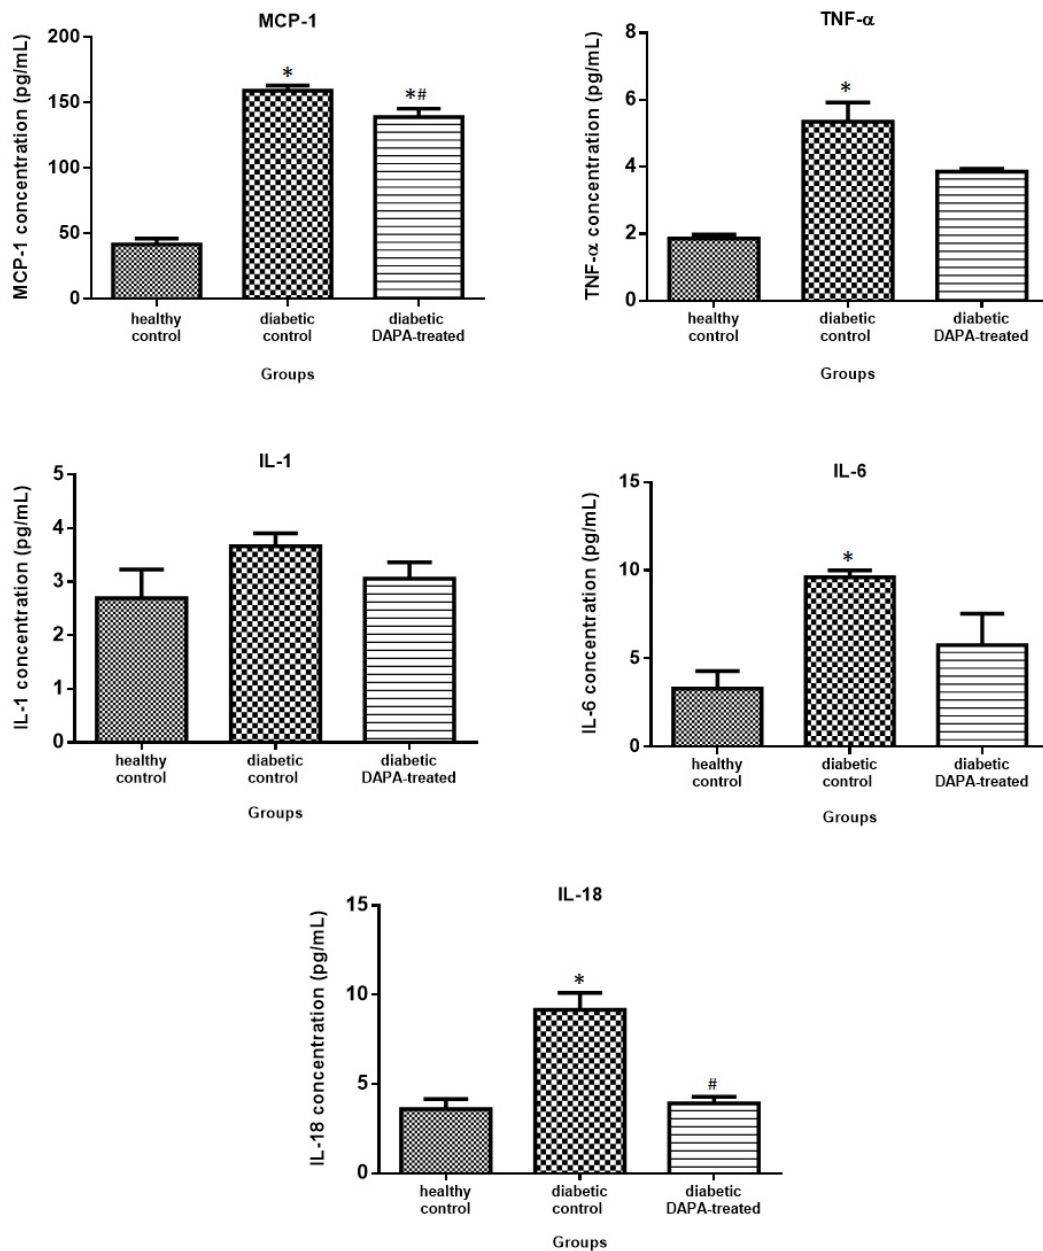 MCP-1
MCP-1 concentration (pg/mL)
200
150
100
50
0
*
*#
healthy
control
diabetic
control
diabetic
DAPA-treated
Groups
TNF-α
TNF-α concentration (pg/mL)
8
6
4
2
0
*
healthy
control
diabetic
control
diabetic
DAPA-treated
Groups
IL-1
IL-1 concentration (pg/mL)
5
4
3
2
1
0
healthy
control
diabetic
control
diabetic
DAPA-treated
Groups
IL-6
IL-6 concentration (pg/mL)
15
10
5
0
*
healthy
control
diabetic
control
diabetic
DAPA-treated
Groups
IL-18
IL-18 concentration (pg/mL)
15
10
5
0
*
#
healthy
control
diabetic
control
diabetic
DAPA-treated
Groups